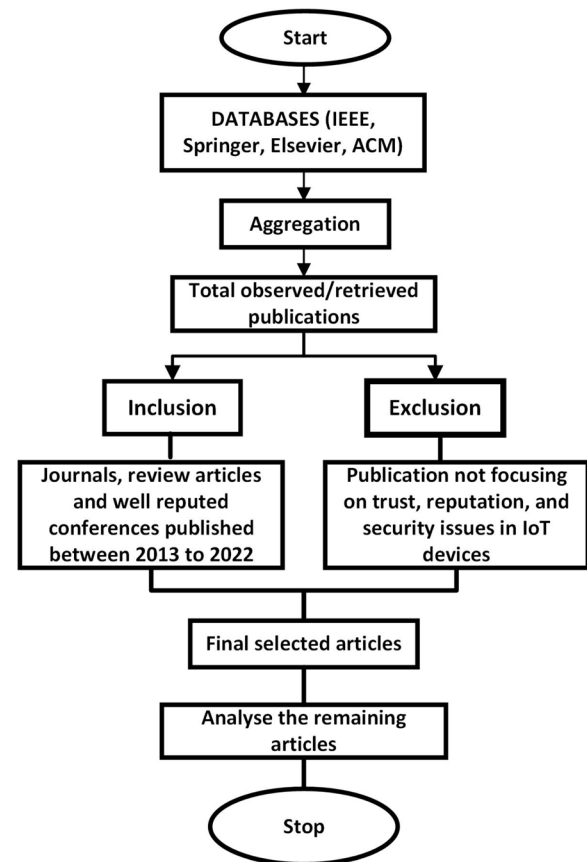 Start
DATABASES (IEEE,
Springer, Elsevier, ACM)
Aggregation
Total observed/retrieved
publications
Inclusion
Exclusion
Journals, review articles
and well reputed
conferences published
between 2013 to 2022
Publication not focusing
on trust, reputation, and
security issues in IoT
devices
Final selected articles
Analyse the remaining
articles
Stop